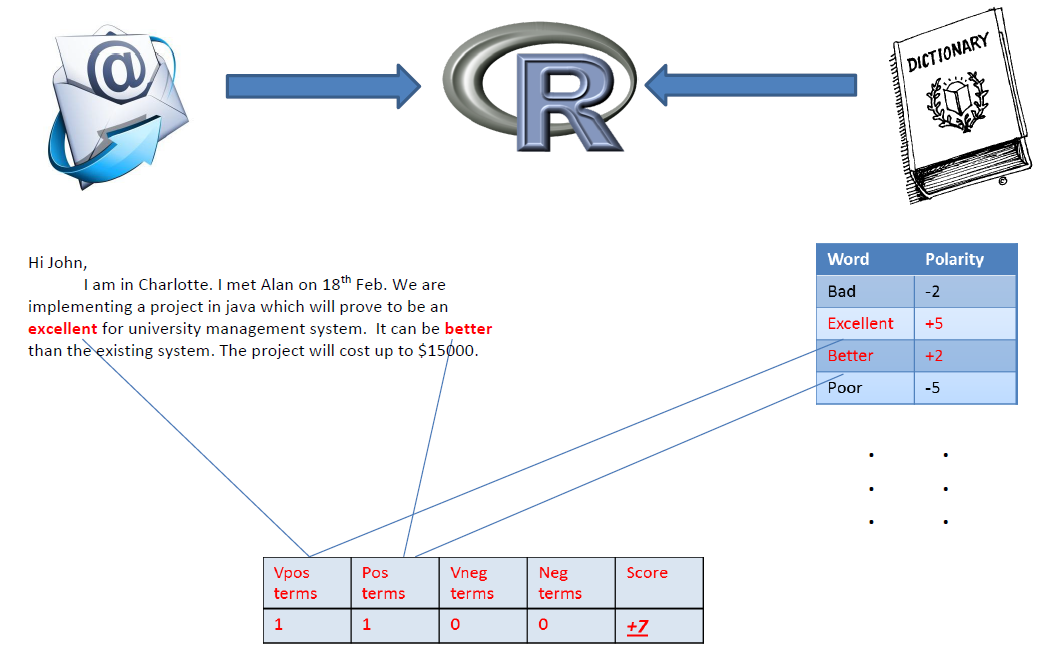 @
R
DICTIONARY
©
Hi John,
I am in Charlotte. I met Alan on 18th Feb. We are
implementing a project in java which will prove to be an
excellent for university management system. It can be better
than the existing system. The project will cost up to $15000.
Word Polarity
Bad -2
Excellent +5
Better +2
Poor -5
Vpos terms Pos terms Vneg terms Neg terms Score
1 1 0 0 +7